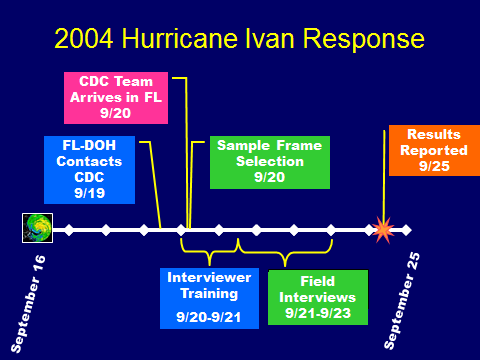 2004 Hurricane Ivan Response
CDC Team
Arrives in FL
9/20
FL-DOH
Contacts
CDC
9/19
Sample Frame
Selection
9/20
Results
Reported
9/25
Interviewer
Training
9/20-9/21
Field
Interviews
9/21-9/23
September 16
September 25